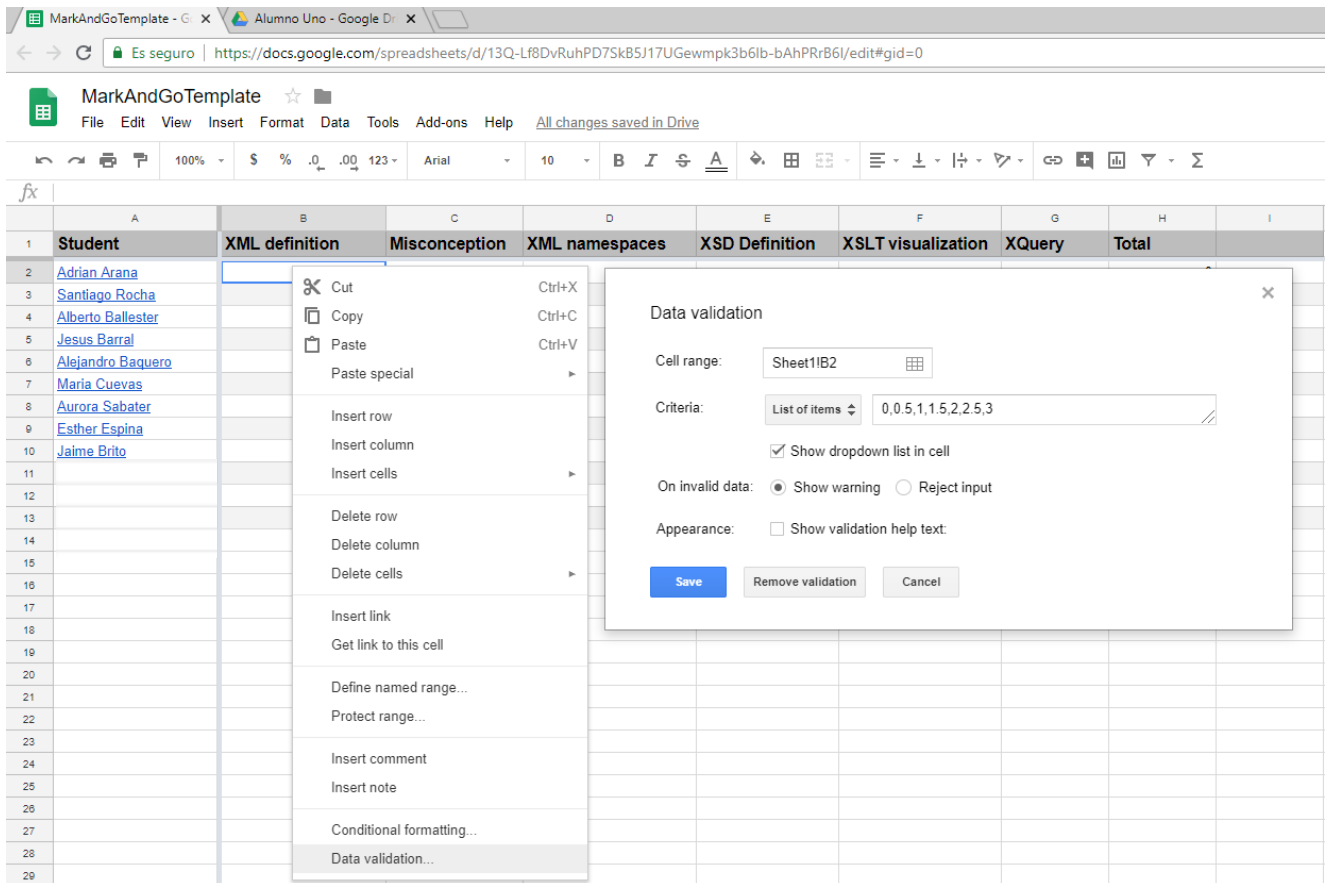 MarkAndGoTemplate - G
Alumno Uno - Google Dr
Es seguro https://docs.google.com/spreadsheets/d/13Q-Lf8DvRuhPD7SkB5J17UGewmpk3b6Ib-bAhPRrB6I/edit#gid=0
MarkAndGoTemplate
File Edit View Insert Format Data Tools Add-ons Help All changes saved in Drive
100% $ % .0 .00 123 Arial 10 B I S A Σ
fx
A B C D E F G H I
1 Student XML definition Misconception XML namespaces XSD Definition XSLT visualization XQuery Total
2 Adrian Arana
3 Santiago Rocha
4 Alberto Ballester
5 Jesus Barral
6 Alejandro Baquero
7 Maria Cuevas
8 Aurora Sabater
9 Esther Espina
10 Jaime Brito
11
12
13
14
15
16
17
18
19
20
21
22
23
24
25
26
27
28
29
Cut Ctrl+X
Copy Ctrl+C
Paste Ctrl+V
Paste special
Insert row
Insert column
Insert cells
Delete row
Delete column
Delete cells
Insert link
Get link to this cell
Define named range...
Protect range...
Insert comment
Insert note
Conditional formatting...
Data validation...
Data validation
Cell range: Sheet1!B2
Criteria: List of items 0,0.5,1,1.5,2,2.5,3
Show dropdown list in cell
On invalid data: Show warning Reject input
Appearance: Show validation help text:
Save Remove validation Cancel